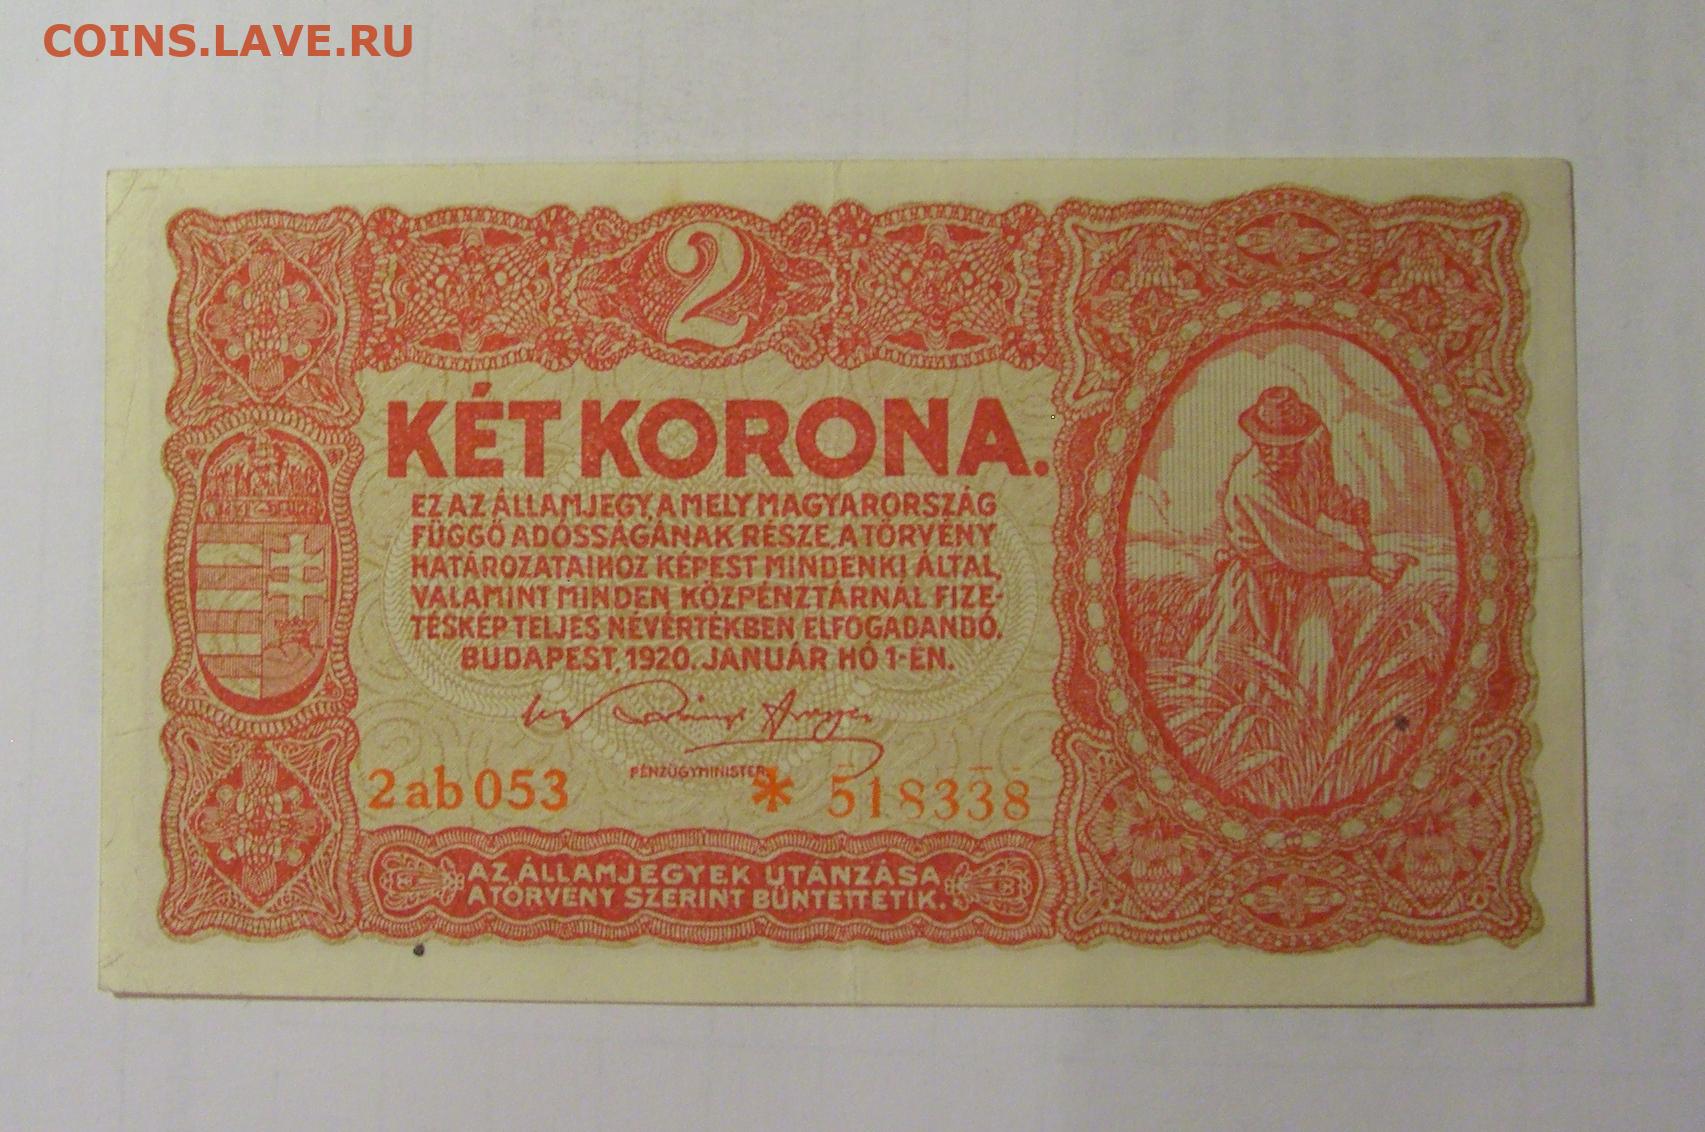 COINS.LAVE.RU
2
KÉT KORONA.
EZ AZ ÁLLAMJEGY, A MELY MAGYARORSZÁG
FÜGGŐ ADÓSSÁGÁNAK RÉSZE, A TÖRVÉNY
HATÁROZATAIHOZ KÉPEST MINDENKI ÁLTAL,
VALAMINT MINDEN KÖZPÉNZTÁRNÁL FIZE-
TÉSKÉP TELJES NÉVÉRTÉKBEN ELFOGADANDÓ.
BUDAPEST, 1920. JANUÁR HÓ 1-ÉN.
PÉNZÜGYMINISTER.
2ab053 * 518338
AZ ÁLLAMJEGYEK UTÁNZÁSA
A TÖRVÉNY SZERINT BÜNTETTETIK.